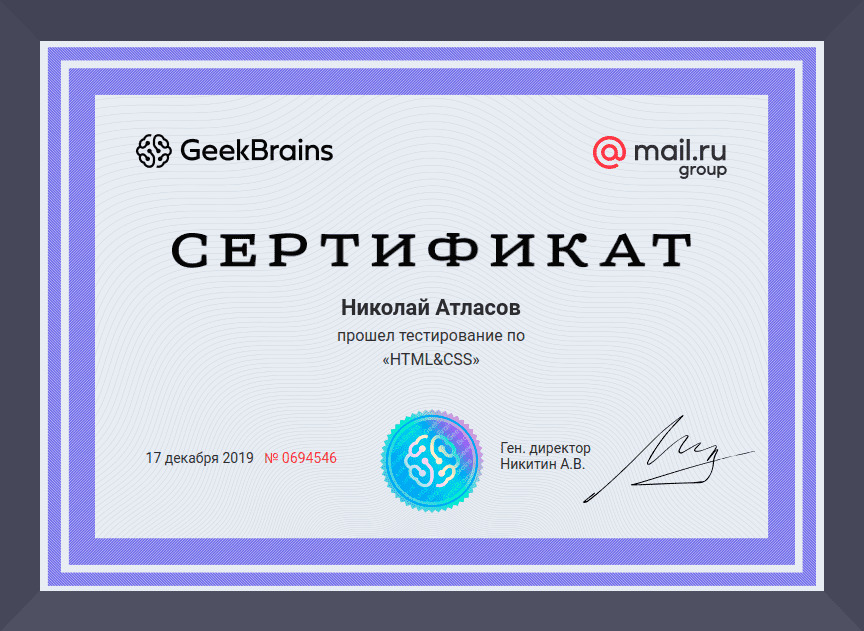 GeekBrains
mail.ru
group
СЕРТИФИКАТ
Николай Атласов
прошел тестирование по
«HTML&CSS»
17 декабря 2019 № 0694546
Ген. директор
Никитин А.В.